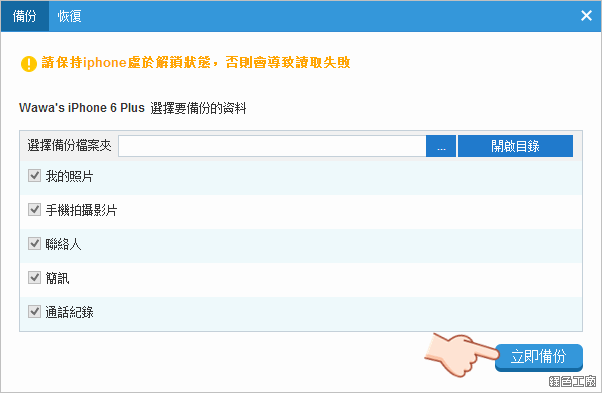 備份 恢復
請保持iphone處於解鎖狀態，否則會導致讀取失敗
Wawa's iPhone 6 Plus 選擇要備份的資料
選擇備份檔案夾 ... 開啟目錄
我的照片
手機拍攝影片
聯絡人
簡訊
通話紀錄
立即備份
綠色工廠